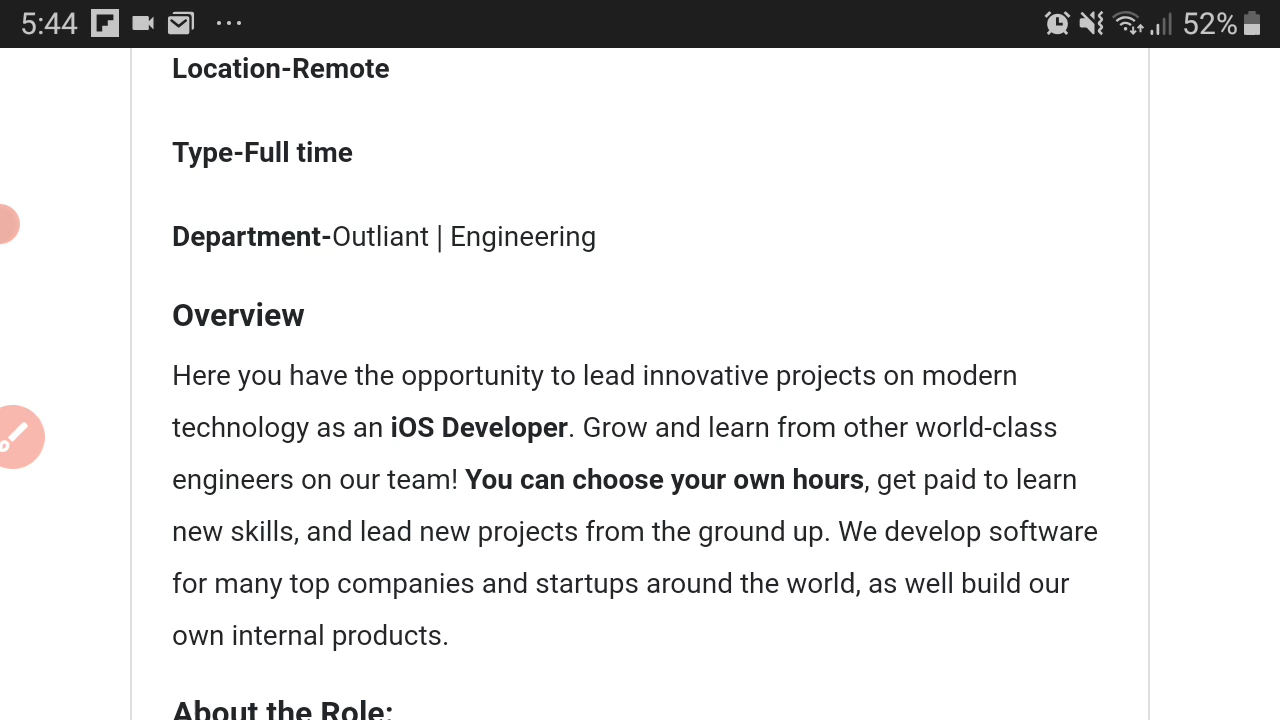 5:44 52%
Location-Remote
Type-Full time
Department-Outliant | Engineering
Overview
Here you have the opportunity to lead innovative projects on modern
technology as an iOS Developer. Grow and learn from other world-class
engineers on our team! You can choose your own hours, get paid to learn
new skills, and lead new projects from the ground up. We develop software
for many top companies and startups around the world, as well build our
own internal products.
About the Role: